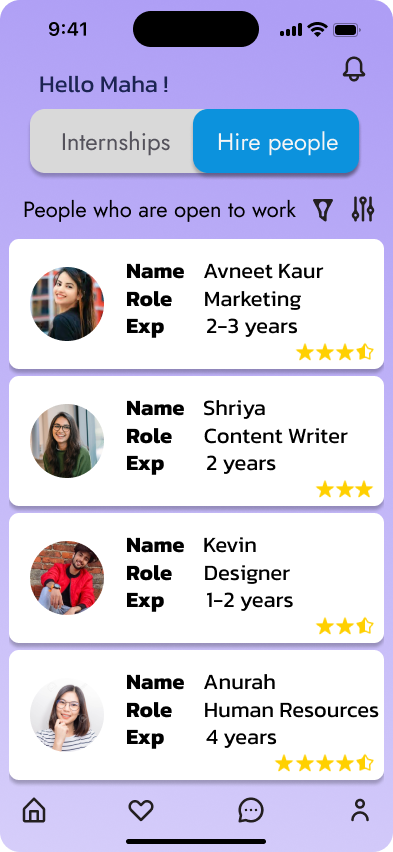 9:41
Hello Maha !
Internships Hire people
People who are open to work
Name Avneet Kaur
Role Marketing
Exp 2-3 years
Name Shriya
Role Content Writer
Exp 2 years
Name Kevin
Role Designer
Exp 1-2 years
Name Anurah
Role Human Resources
Exp 4 years